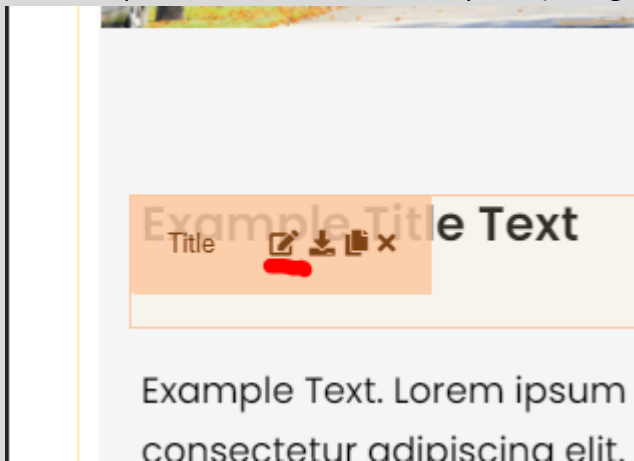 Example Title Text
Title
Example Text. Lorem ipsum
consectetur adipiscing elit.